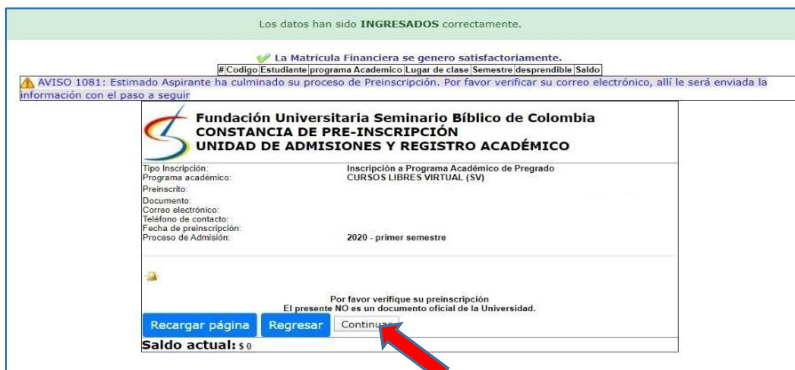 Los datos han sido INGRESADOS correctamente.
La Matrícula Financiera se genero satisfactoriamente.
# Codigo Estudiante programa Academico Lugar de clase Semestre desprendible Saldo
AVISO 1081: Estimado Aspirante ha culminado su proceso de Preinscripción. Por favor verificar su correo electrónico, allí le será enviada la
información con el paso a seguir
Fundación Universitaria Seminario Bíblico de Colombia
CONSTANCIA DE PRE-INSCRIPCIÓN
UNIDAD DE ADMISIONES Y REGISTRO ACADÉMICO
Tipo Inscripción: Inscripción a Programa Académico de Pregrado
Programa académico: CURSOS LIBRES VIRTUAL (SV)
Preinscrito:
Documento:
Correo electrónico:
Teléfono de contacto:
Fecha de preinscripción:
Proceso de Admisión: 2020 - primer semestre
Por favor verifique su preinscripción
El presente NO es un documento oficial de la Universidad.
Recargar página Regresar Continuar
Saldo actual: $ 0